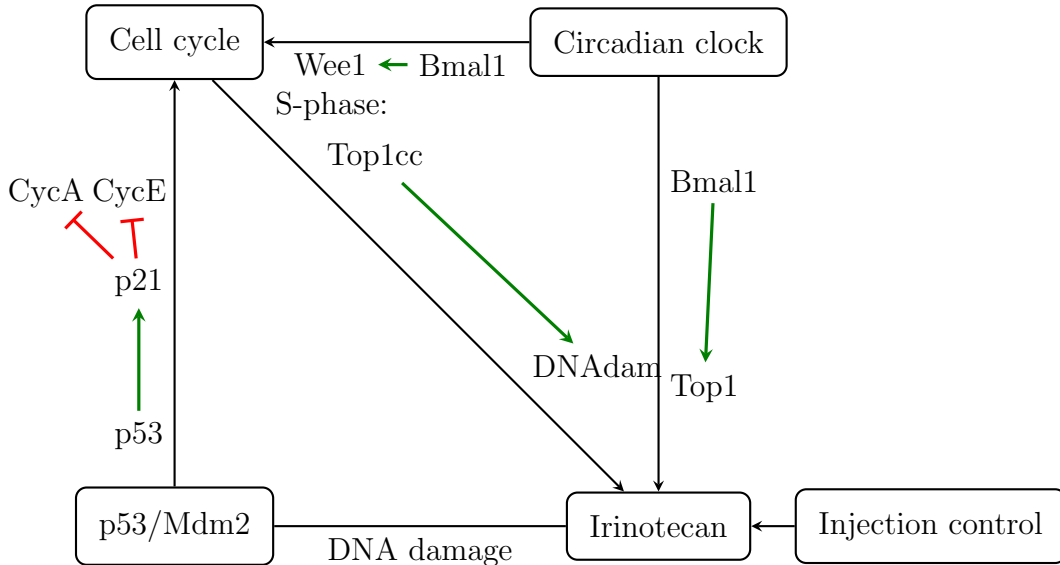 Cell cycle
Circadian clock
Wee1
Bmal1
S-phase:
Top1cc
CycA CycE
Bmal1
p21
DNAdam
Top1
p53
p53/Mdm2
Irinotecan
Injection control
DNA damage